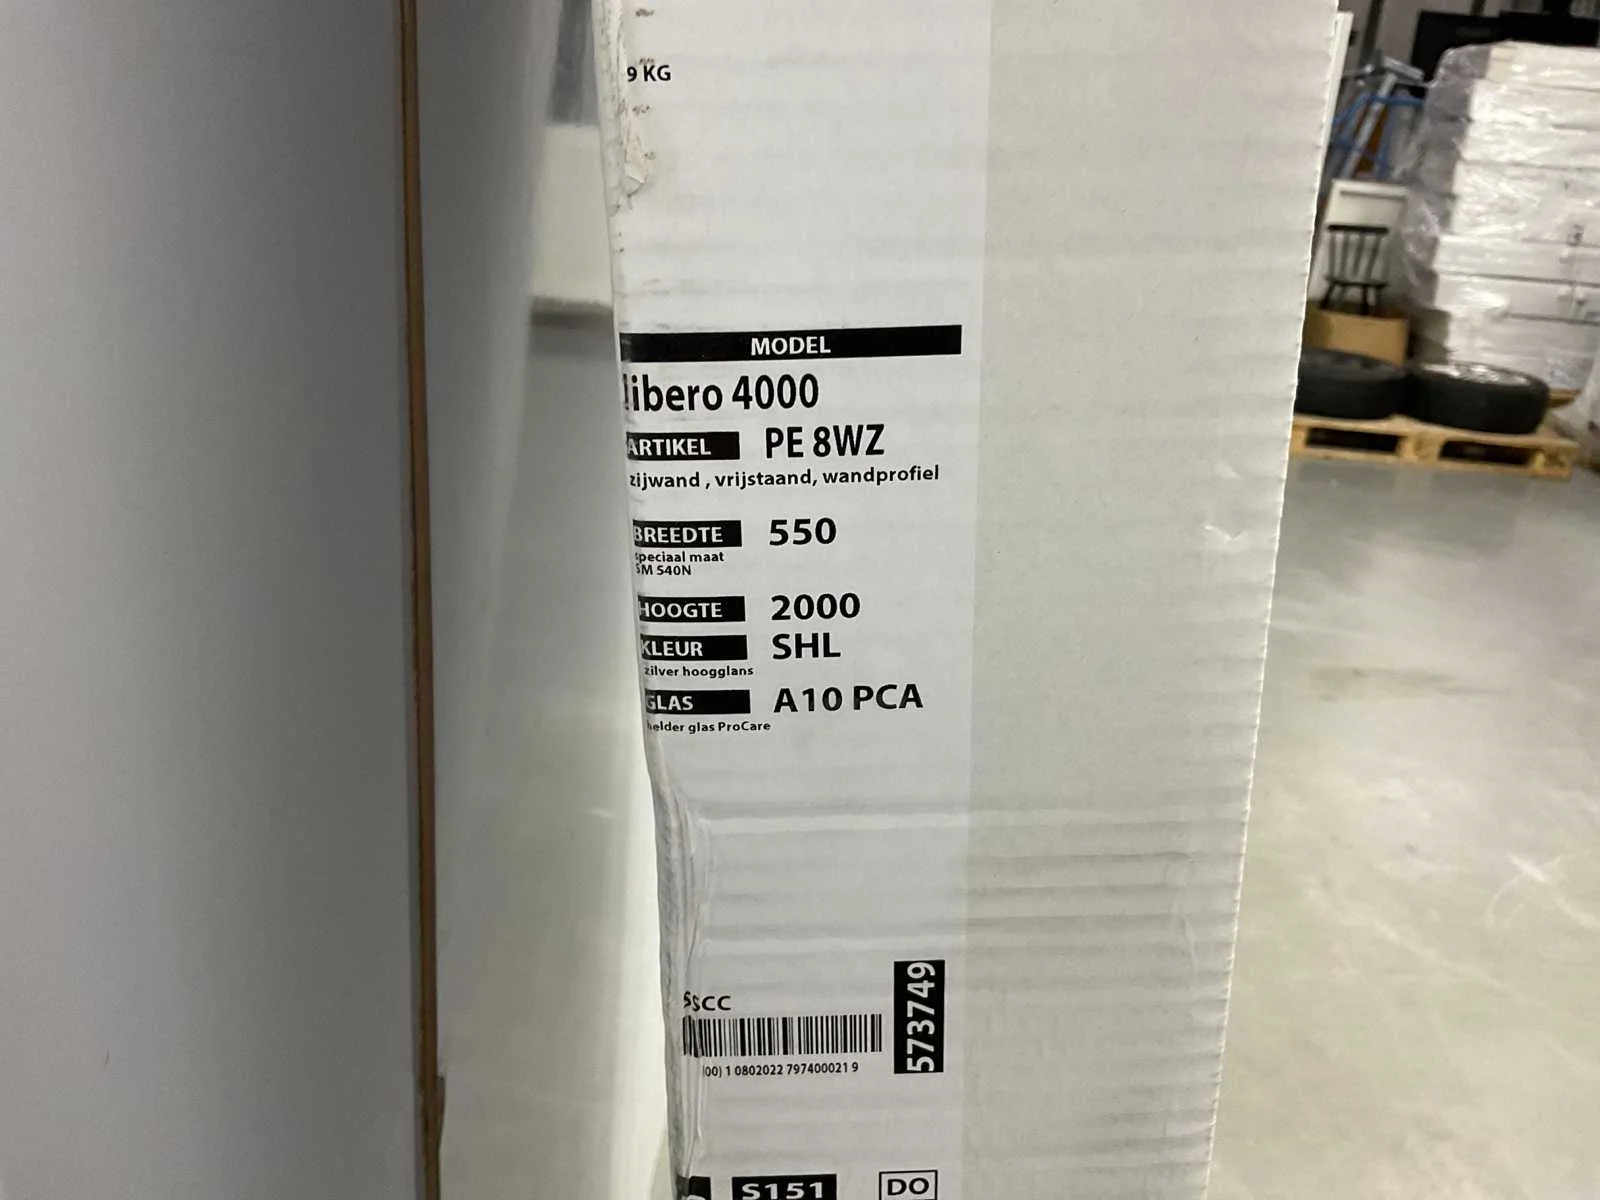 9 KG
MODEL
libero 4000
ARTIKEL PE 8WZ
zijwand , vrijstaand, wandprofiel
BREEDTE 550
speciaal maat
SM 540N
HOOGTE 2000
KLEUR SHL
zilver hoogglans
GLAS A10 PCA
helder glas ProCare
SSCC
573749
(00) 1 0802022 797400021 9
S151
DO